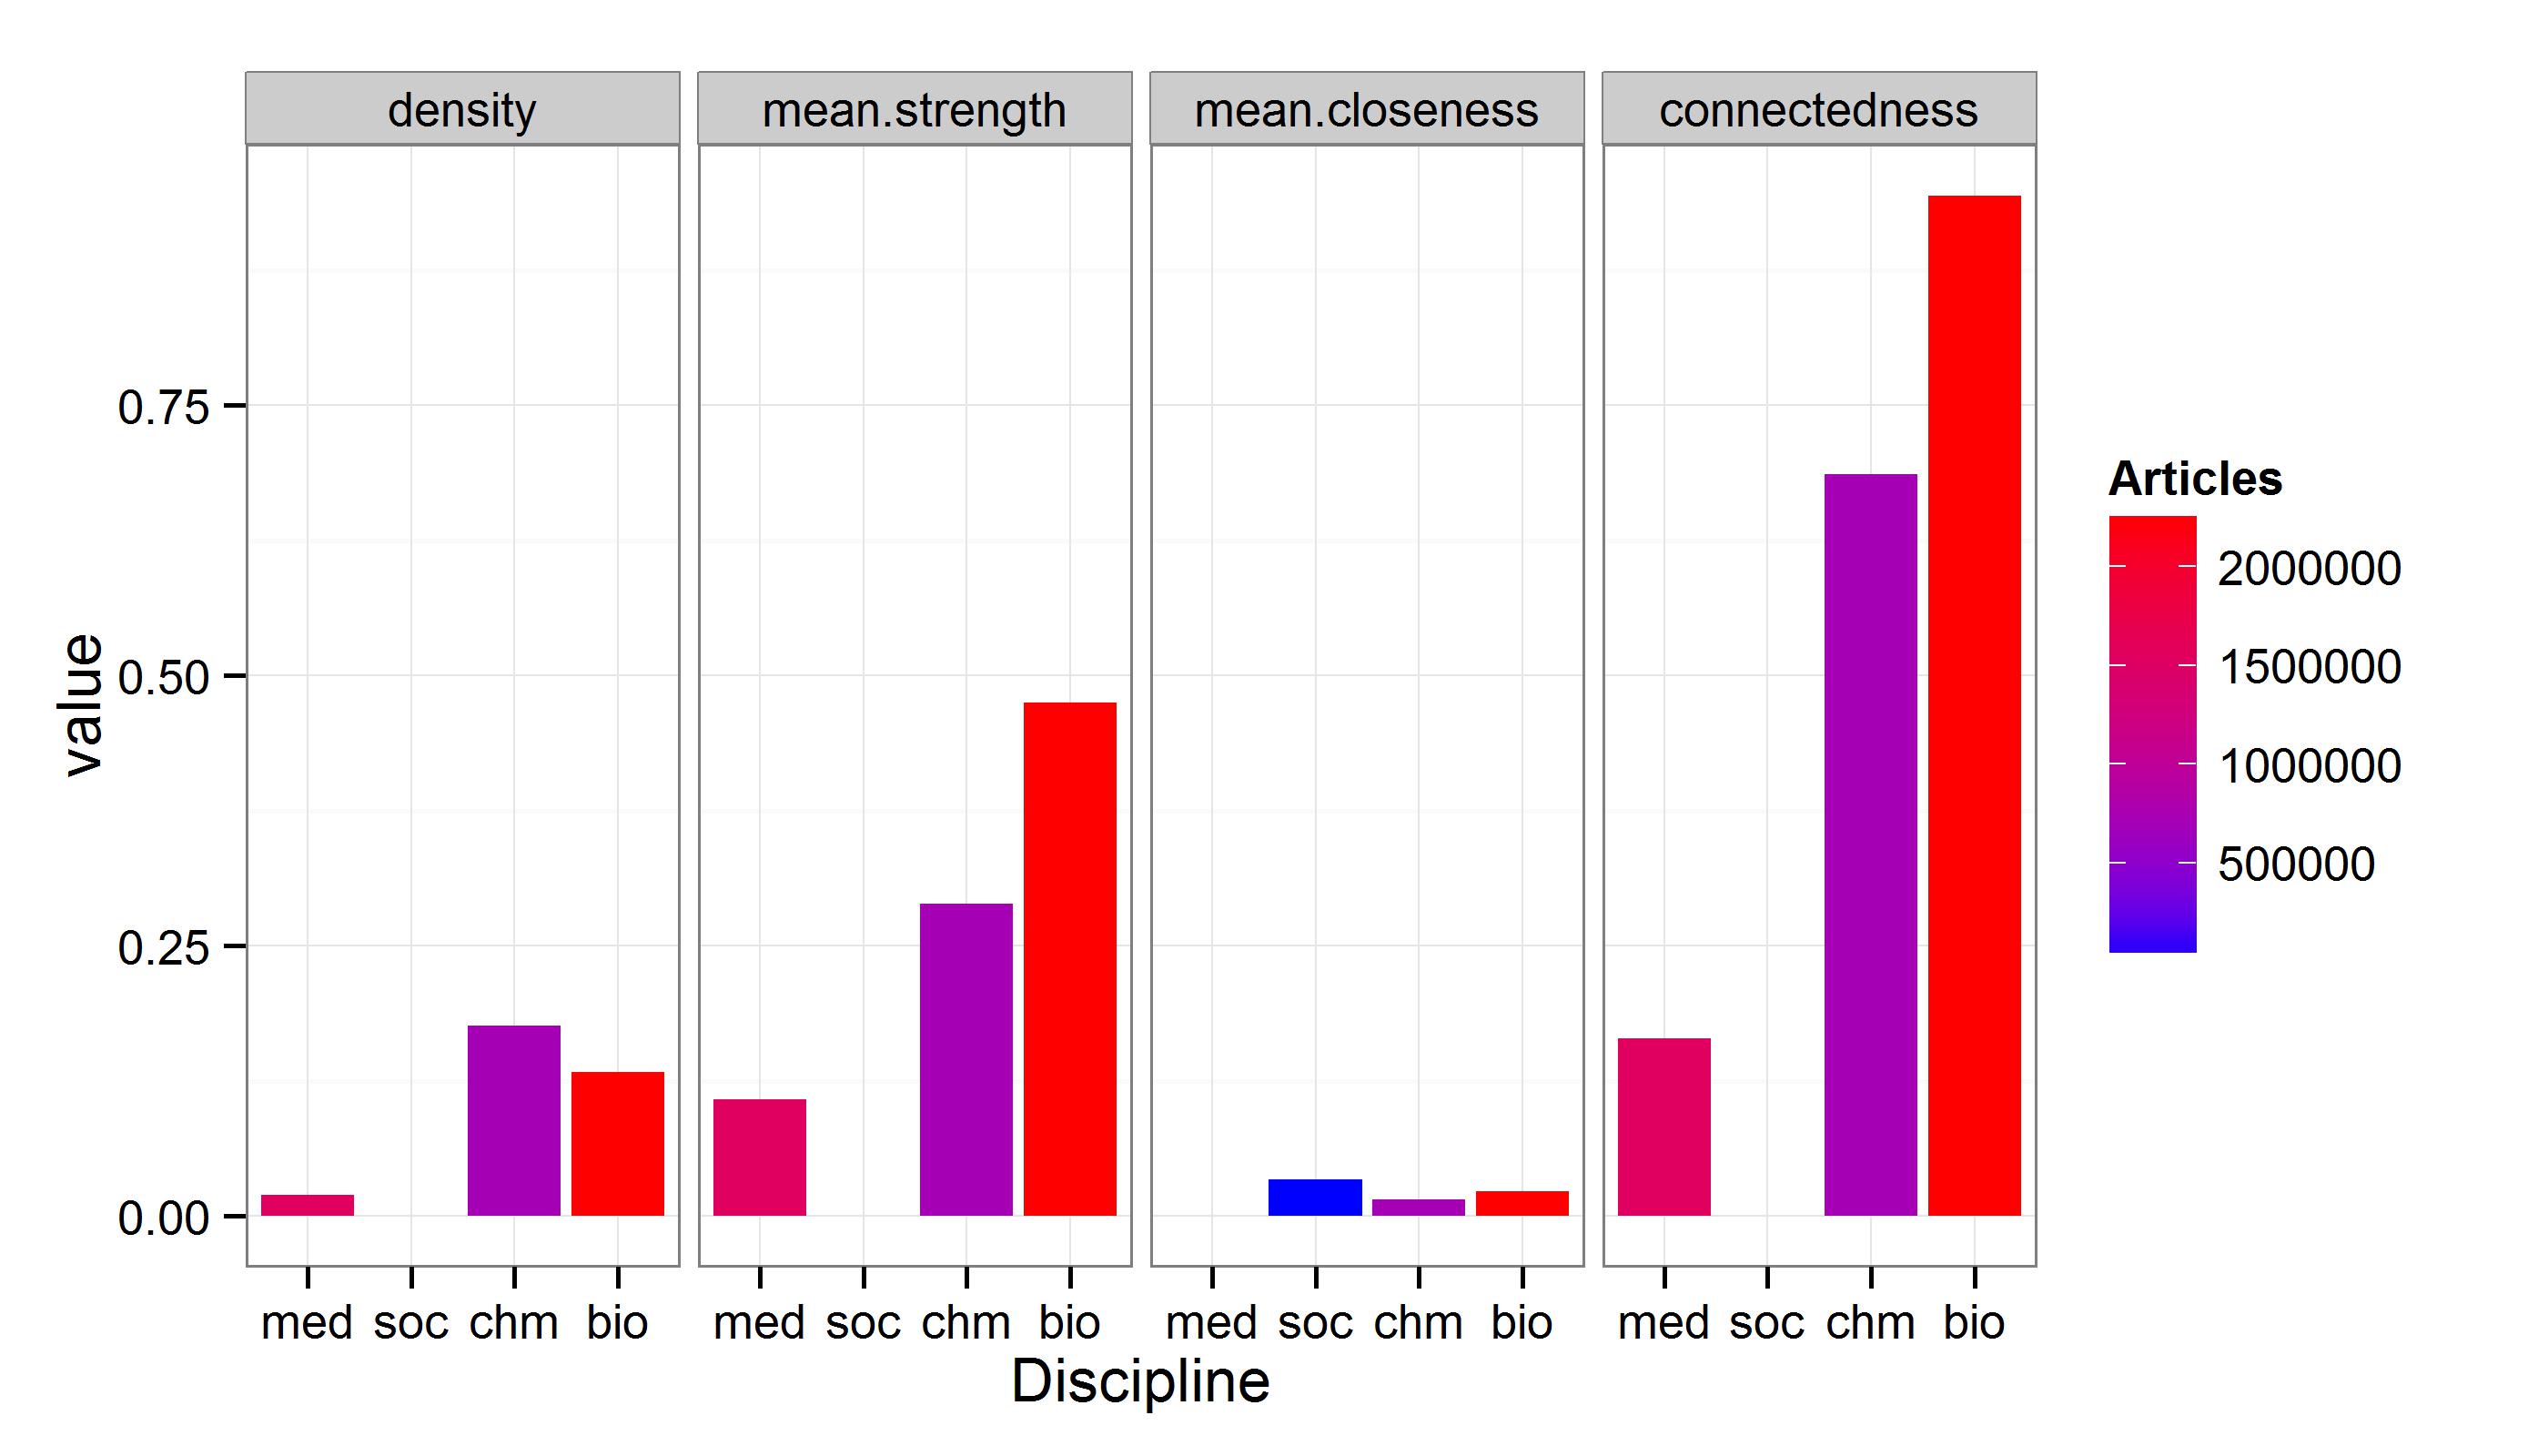 density mean.strength mean.closeness connectedness
0.75
0.50
0.25
0.00
value
med soc chm bio med soc chm bio med soc chm bio med soc chm bio
Discipline
Articles
2000000
1500000
1000000
500000